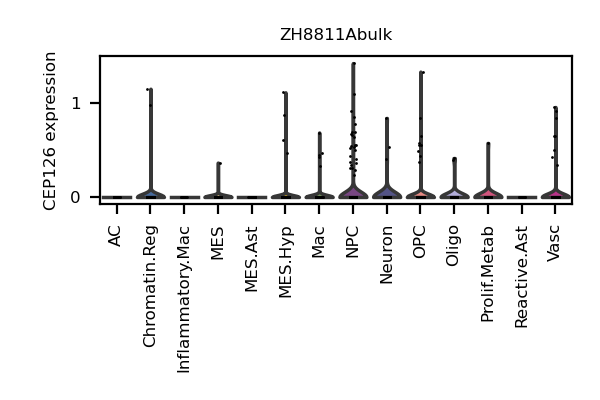 ZH8811Abulk
CEP126 expression
1
0
AC
Chromatin.Reg
Inflammatory.Mac
MES
MES.Ast
MES.Hyp
Mac
NPC
Neuron
OPC
Oligo
Prolif.Metab
Reactive.Ast
Vasc